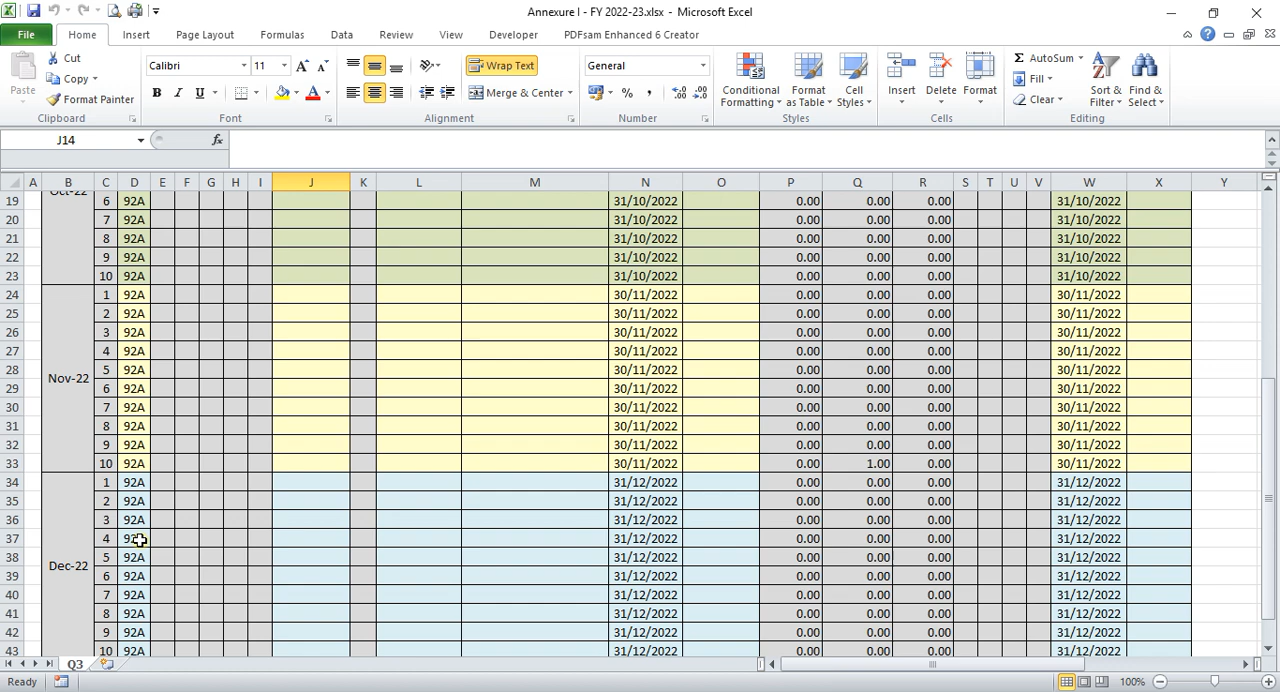 Annexure I - FY 2022-23.xlsx - Microsoft Excel
File Home Insert Page Layout Formulas Data Review View Developer PDFsam Enhanced 6 Creator
Cut
Copy
Format Painter
Paste
Clipboard
Calibri 11
B I U A
Font
Wrap Text
Merge & Center
Alignment
General
%
Number
Conditional Formatting
Format as Table
Cell Styles
Styles
Insert Delete Format
Cells
AutoSum
Fill
Clear
Sort & Filter
Find & Select
Editing
J14 fx
A B C D E F G H I J K L M N O P Q R S T U V W X Y
19 Oct-22 6 92A 31/10/2022 0.00 0.00 0.00 31/10/2022
20 7 92A 31/10/2022 0.00 0.00 0.00 31/10/2022
21 8 92A 31/10/2022 0.00 0.00 0.00 31/10/2022
22 9 92A 31/10/2022 0.00 0.00 0.00 31/10/2022
23 10 92A 31/10/2022 0.00 0.00 0.00 31/10/2022
24 1 92A 30/11/2022 0.00 0.00 0.00 30/11/2022
25 2 92A 30/11/2022 0.00 0.00 0.00 30/11/2022
26 3 92A 30/11/2022 0.00 0.00 0.00 30/11/2022
27 4 92A 30/11/2022 0.00 0.00 0.00 30/11/2022
28 Nov-22 5 92A 30/11/2022 0.00 0.00 0.00 30/11/2022
29 6 92A 30/11/2022 0.00 0.00 0.00 30/11/2022
30 7 92A 30/11/2022 0.00 0.00 0.00 30/11/2022
31 8 92A 30/11/2022 0.00 0.00 0.00 30/11/2022
32 9 92A 30/11/2022 0.00 0.00 0.00 30/11/2022
33 10 92A 30/11/2022 0.00 1.00 0.00 30/11/2022
34 1 92A 31/12/2022 0.00 0.00 0.00 31/12/2022
35 2 92A 31/12/2022 0.00 0.00 0.00 31/12/2022
36 3 92A 31/12/2022 0.00 0.00 0.00 31/12/2022
37 4 92A 31/12/2022 0.00 0.00 0.00 31/12/2022
38 Dec-22 5 92A 31/12/2022 0.00 0.00 0.00 31/12/2022
39 6 92A 31/12/2022 0.00 0.00 0.00 31/12/2022
40 7 92A 31/12/2022 0.00 0.00 0.00 31/12/2022
41 8 92A 31/12/2022 0.00 0.00 0.00 31/12/2022
42 9 92A 31/12/2022 0.00 0.00 0.00 31/12/2022
43 10 92A 31/12/2022 0.00 0.00 0.00 31/12/2022
Q3
Ready 100%